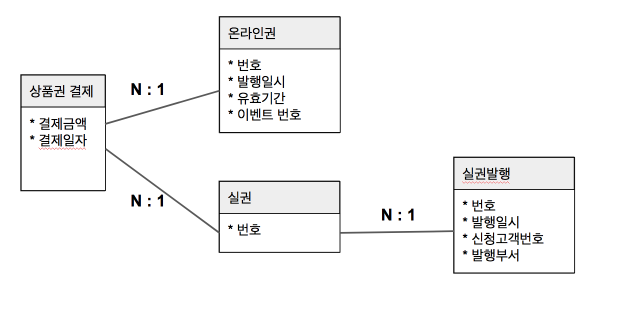 온라인권
* 번호
* 발행일시
* 유효기간
* 이벤트 번호
상품권 결제
* 결제금액
* 결제일자
N : 1
N : 1
실권
* 번호
N : 1
실권발행
* 번호
* 발행일시
* 신청고객번호
* 발행부서